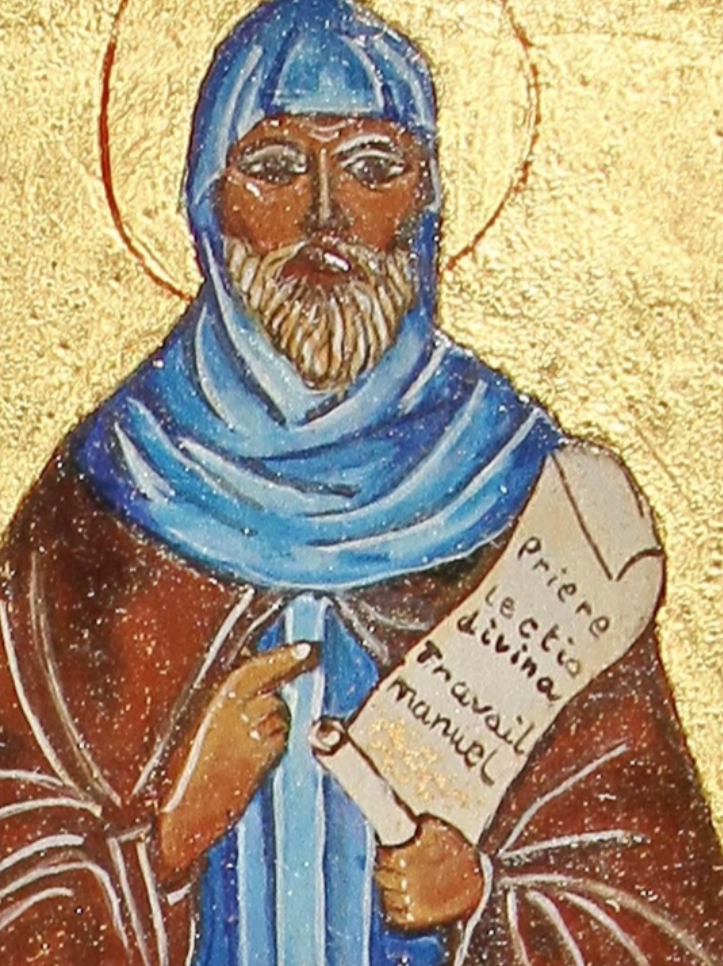 priere
lectio
divina
Travail
manuel